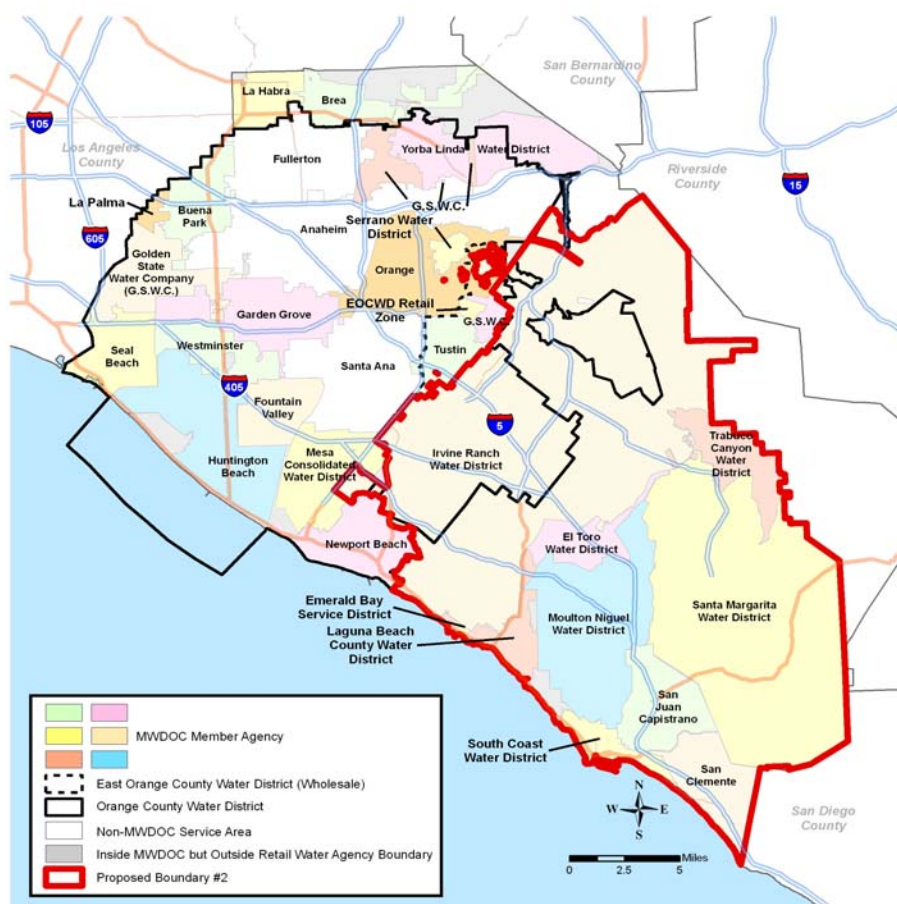 San Bernardino
County
La Habra
Brea
105
Los Angeles
County
Fullerton
Yorba Linda
Water District
Riverside
County
15
La Palma
Buena
Park
G.S.W.C.
Serrano Water
District
Anaheim
605
Golden
State
Water Company
(G.S.W.C.)
Orange
EOCWD Retail
Zone
G.S.W.C.
Garden Grove
Westminster
Tustin
Seal
Beach
Santa Ana
405
5
Fountain
Valley
Trabuco
Canyon
Water
District
Mesa
Consolidated
Water District
Irvine Ranch
Water District
Huntington
Beach
El Toro
Water District
Newport Beach
Emerald Bay
Service District
Santa Margarita
Water District
Moulton Niguel
Water District
Laguna Beach
County Water
District
San
Juan
Capistrano
South Coast
Water District
San
Clemente
San Diego
County
MWDOC Member Agency
East Orange County Water District (Wholesale)
Orange County Water District
Non-MWDOC Service Area
Inside MWDOC but Outside Retail Water Agency Boundary
Proposed Boundary #2
N
W E
S
Miles
0 2.5 5